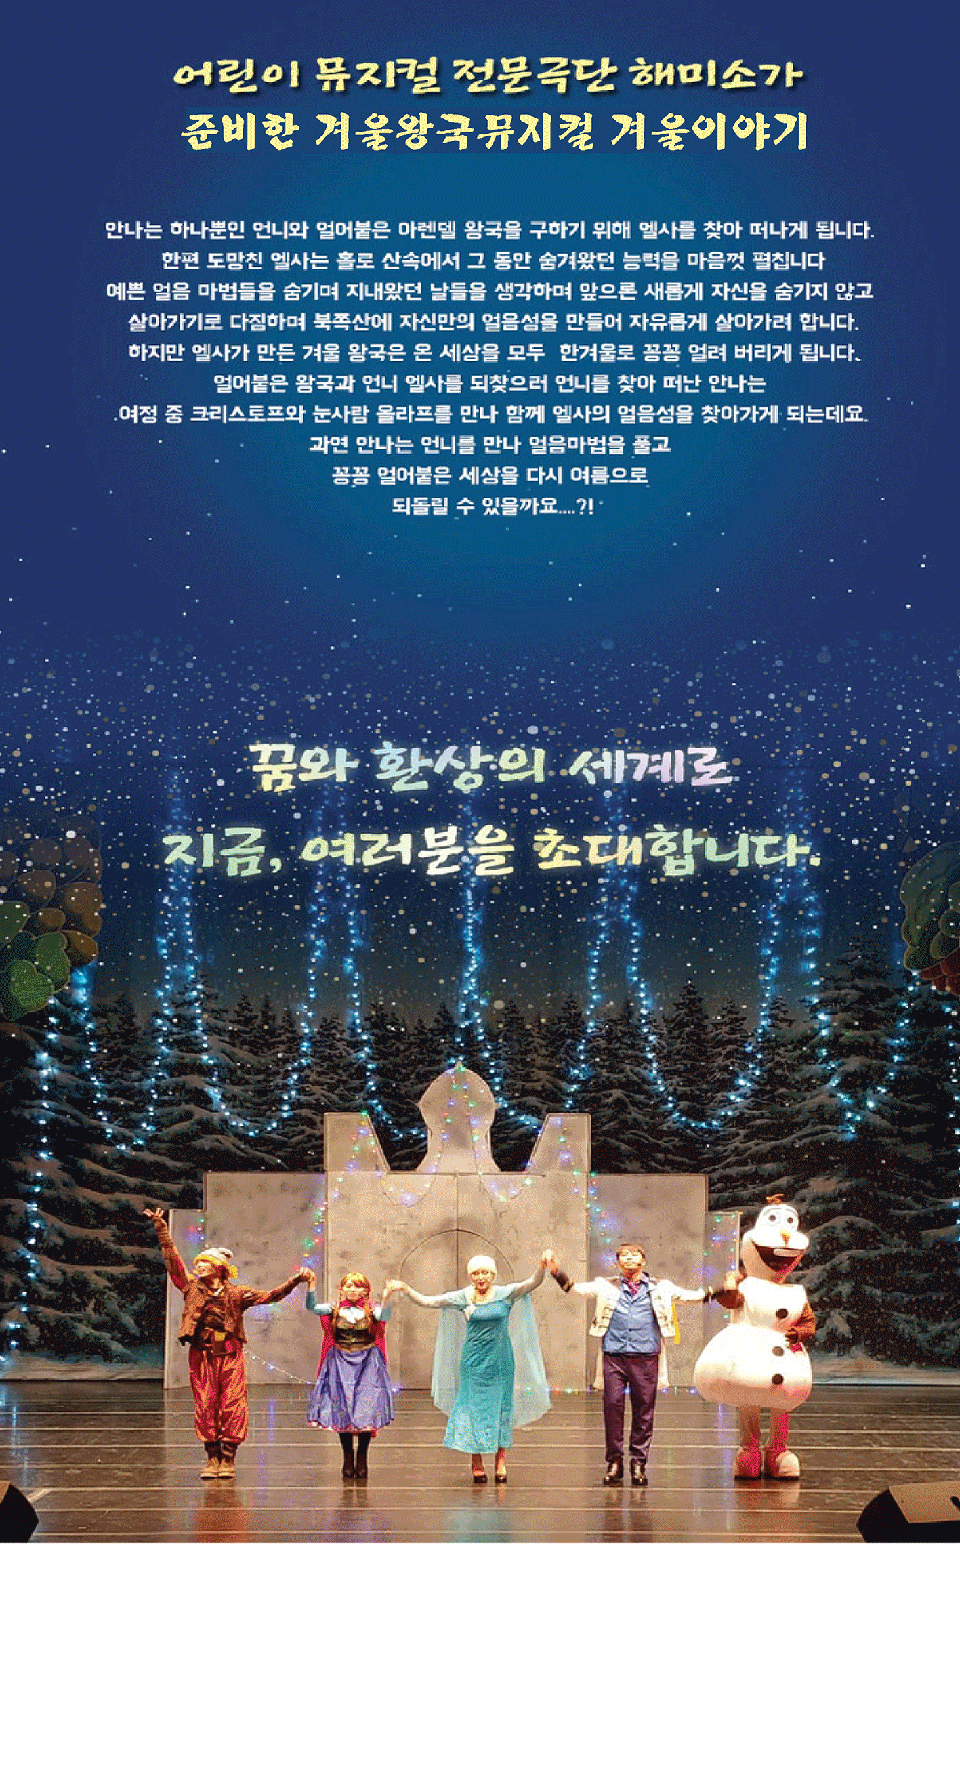 어린이 뮤지컬 전문극단 해미소가
준비한 겨울왕국뮤지컬 겨울이야기
안나는 하나뿐인 언니와 얼어붙은 아렌델 왕국을 구하기 위해 엘사를 찾아 떠나게 됩니다.
한편 도망친 엘사는 홀로 산속에서 그 동안 숨겨왔던 능력을 마음껏 펼칩니다
예쁜 얼음 마법들을 숨기며 지내왔던 날들을 생각하며 앞으론 새롭게 자신을 숨기지 않고
살아가기로 다짐하며 북쪽산에 자신만의 얼음성을 만들어 자유롭게 살아가려 합니다.
하지만 엘사가 만든 겨울 왕국은 온 세상을 모두 한겨울로 꽁꽁 얼려 버리게 됩니다.
얼어붙은 왕국과 언니 엘사를 되찾으러 언니를 찾아 떠난 안나는
여정 중 크리스토프와 눈사람 올라프를 만나 함께 엘사의 얼음성을 찾아가게 되는데요.
과연 안나는 언니를 만나 얼음마법을 풀고
꽁꽁 얼어붙은 세상을 다시 여름으로
되돌릴 수 있을까요....?!
꿈와 환상의 세계로
지금, 여러분을 초대합니다.